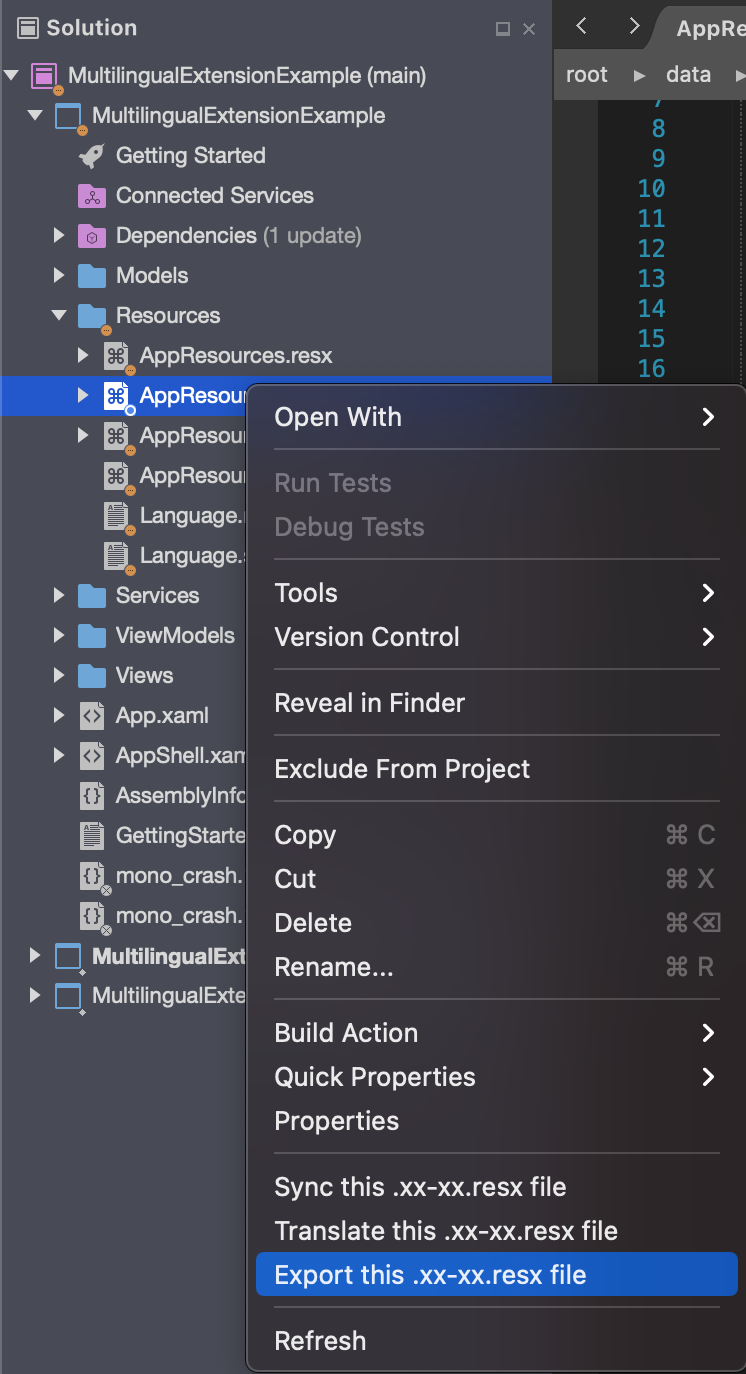 Solution
AppRe
root
data
MultilingualExtensionExample (main)
MultilingualExtensionExample
Getting Started
Connected Services
Dependencies (1 update)
Models
Resources
AppResources.resx
AppResour
AppResour
AppResour
Language.
Language.
Services
ViewModels
Views
App.xaml
AppShell.xam
AssemblyInfo
GettingStarte
mono_crash.
mono_crash.
MultilingualExt
MultilingualExte
7
8
9
10
11
12
13
14
15
16
Open With
Run Tests
Debug Tests
Tools
Version Control
Reveal in Finder
Exclude From Project
Copy ⌘ C
Cut ⌘ X
Delete ⌘⌫
Rename... ⌘ R
Build Action
Quick Properties
Properties
Sync this .xx-xx.resx file
Translate this .xx-xx.resx file
Export this .xx-xx.resx file
Refresh